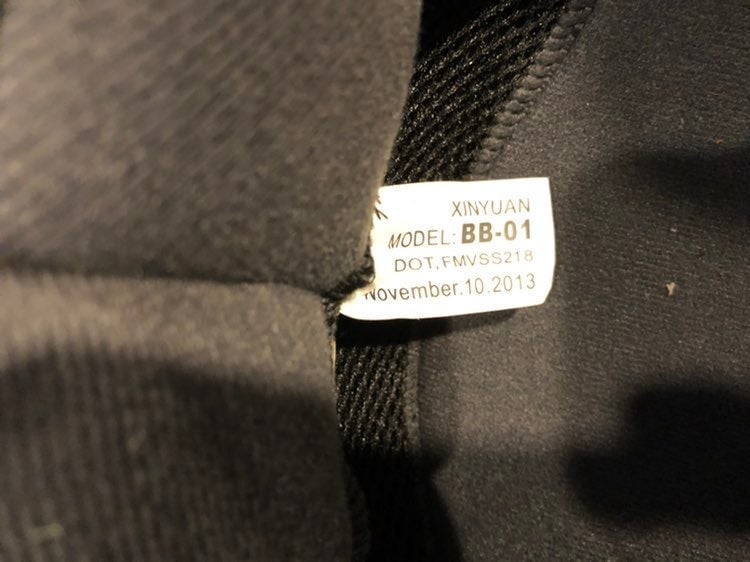 XINYUAN
MODEL: BB-01
DOT, FMVSS218
November.10.2013